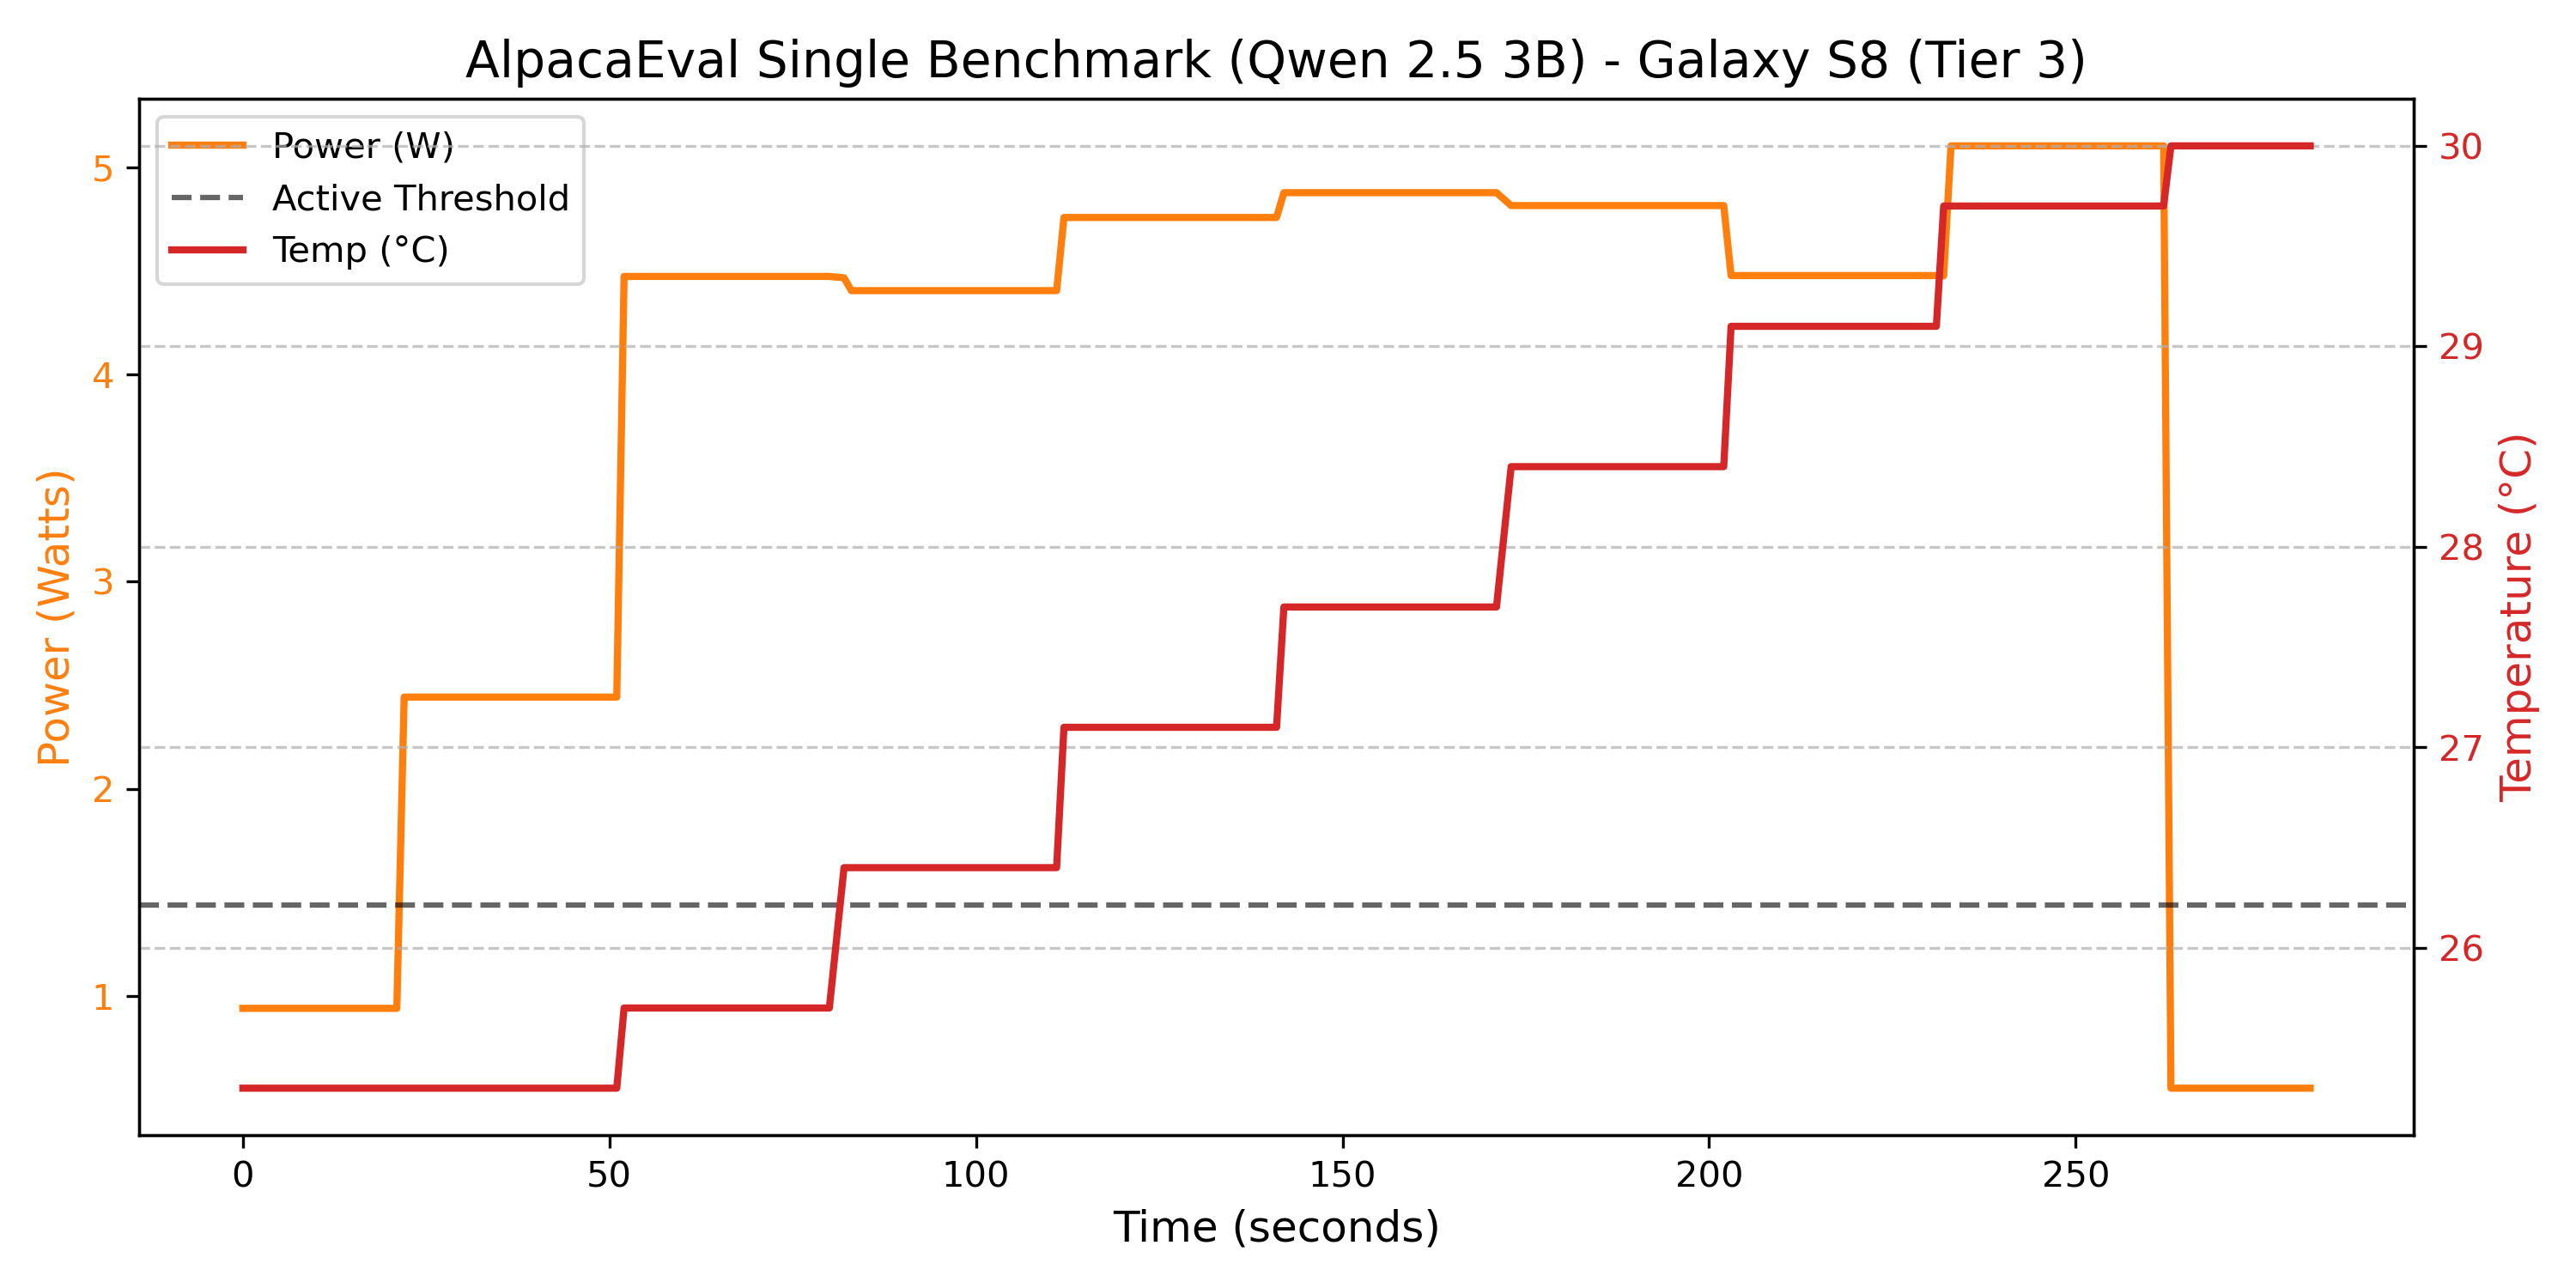 AlpacaEval Single Benchmark (Qwen 2.5 3B) - Galaxy S8 (Tier 3)
Power (W)
Active Threshold
Temp (°C)
Power (Watts)
5
4
3
2
1
30
29
28
27
26
Temperature (°C)
0 50 100 150 200 250
Time (seconds)